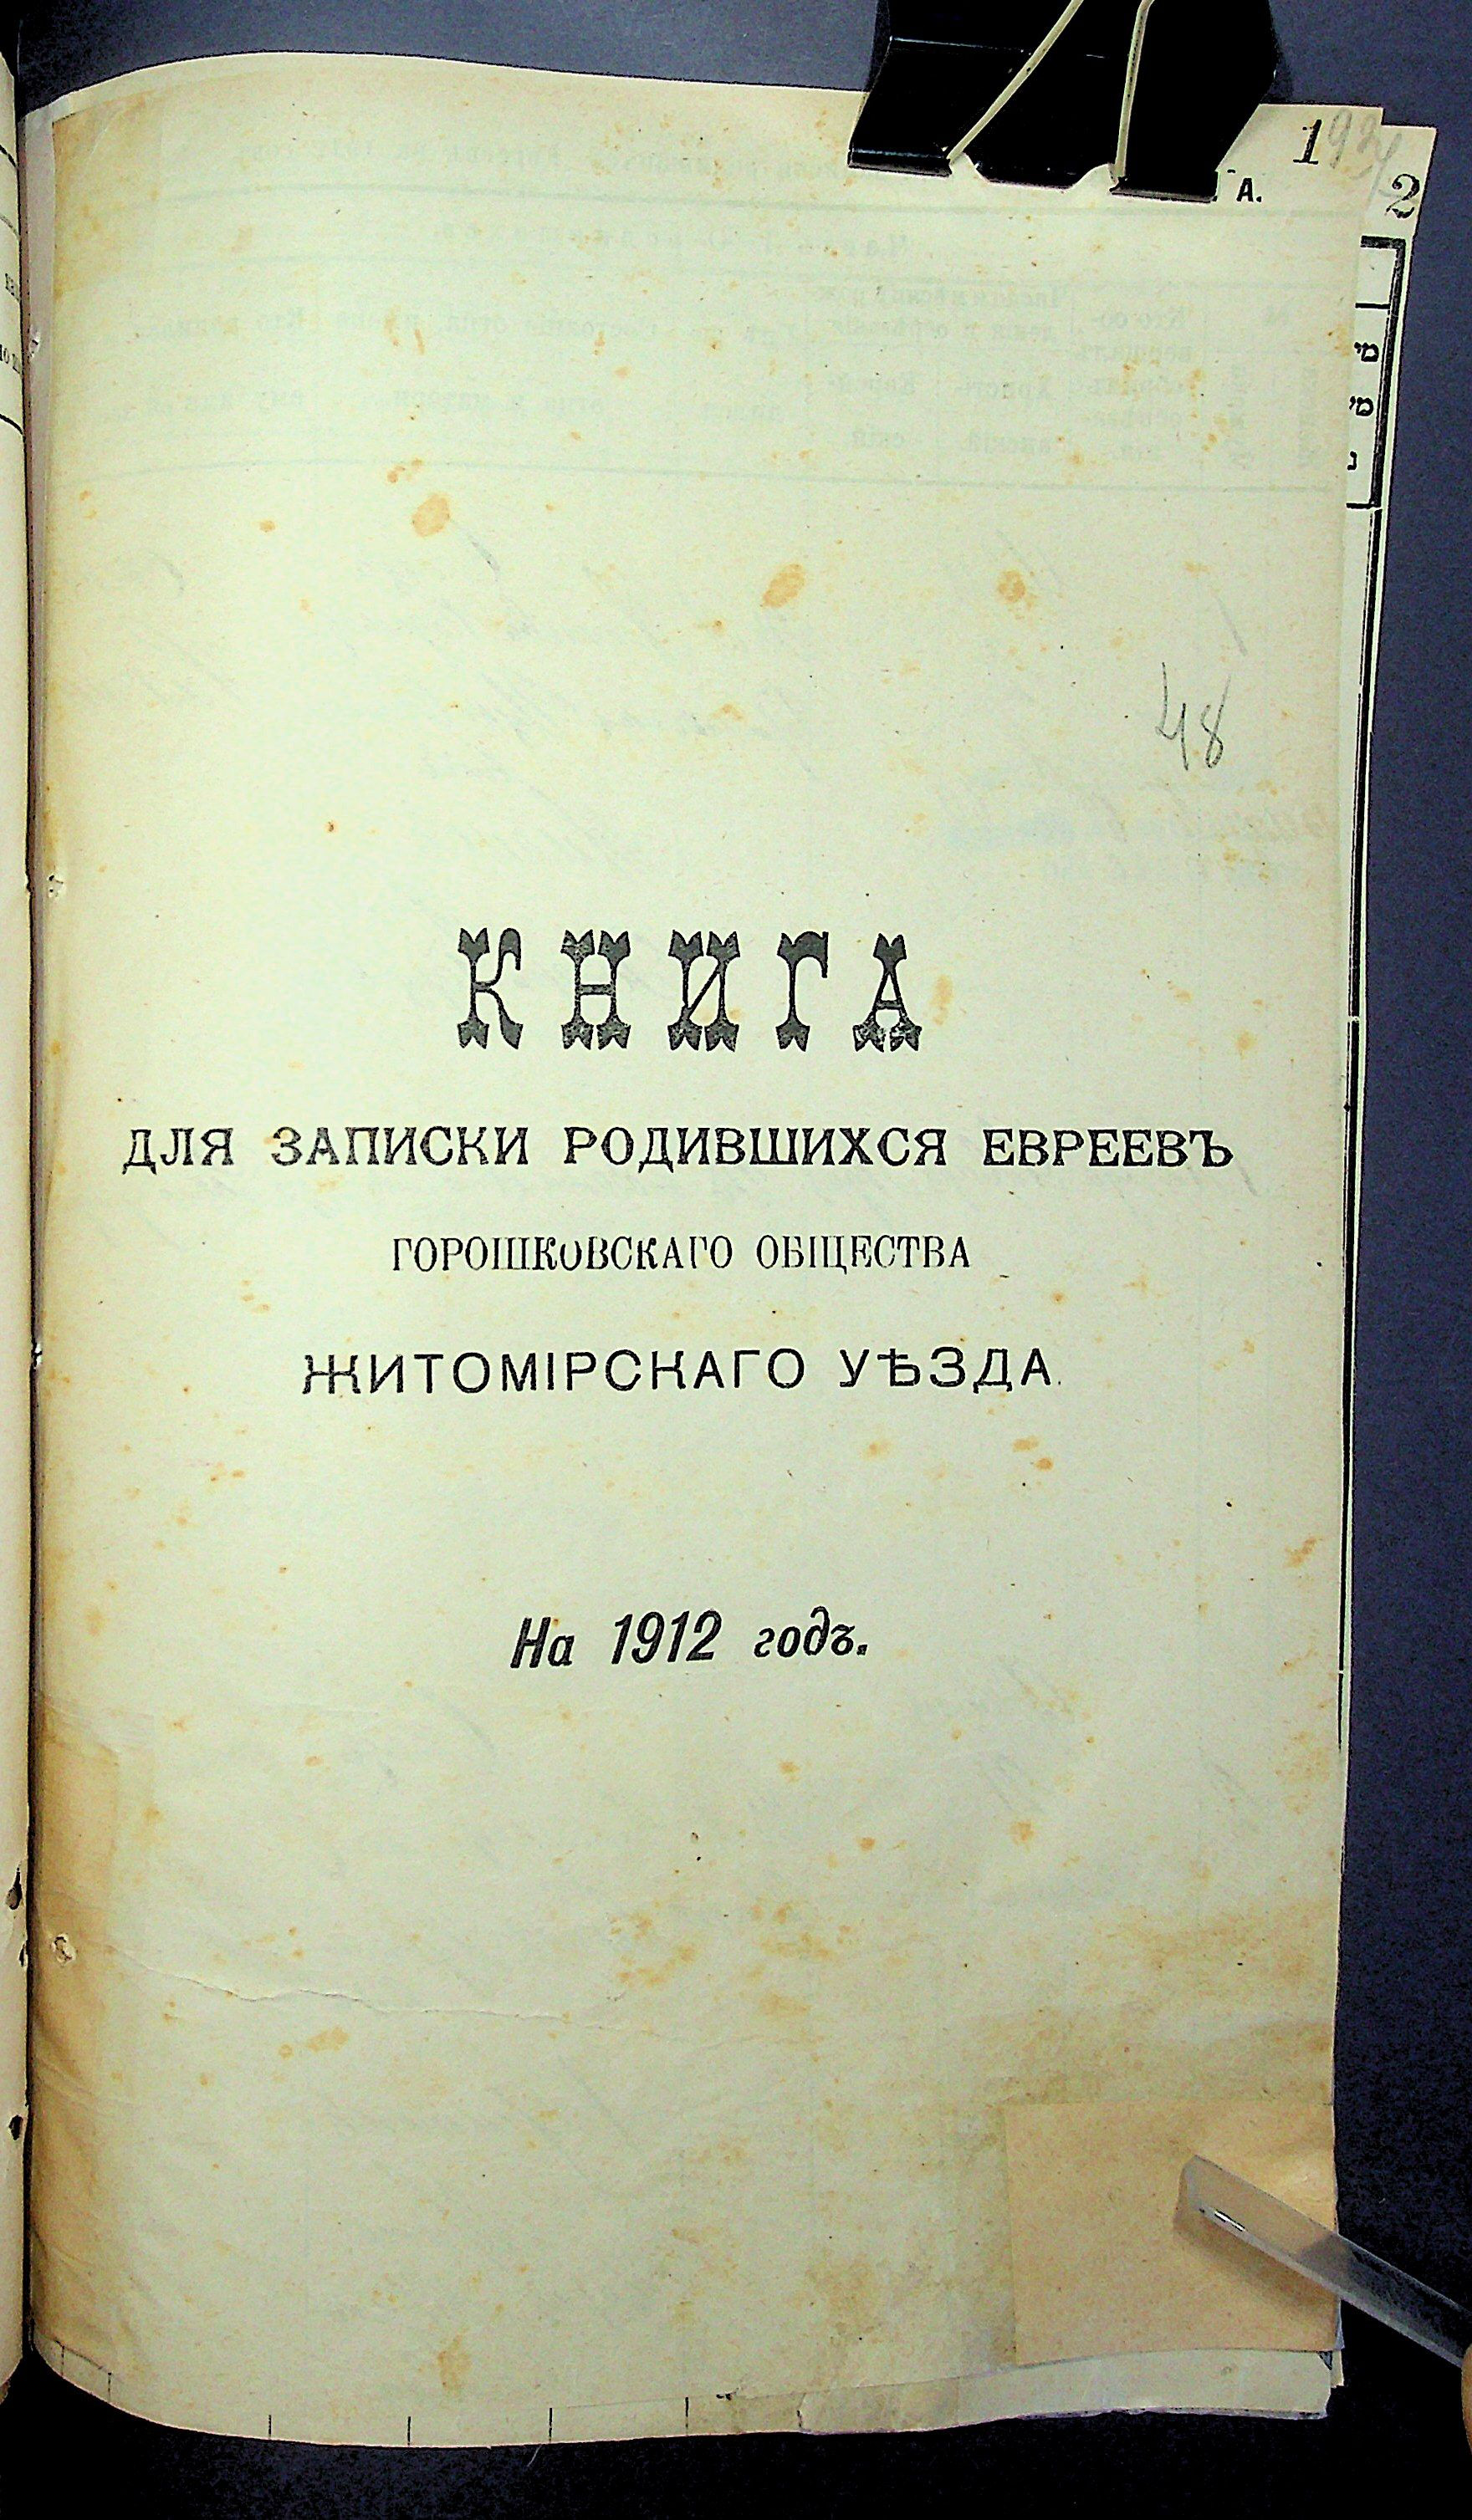 1
А.
2
48
КНИГА
ДЛЯ ЗАПИСКИ РОДИВШИХСЯ ЕВРЕЕВЪ
ГОРОШКОВСКАГО ОБЩЕСТВА
ЖИТОМІРСКАГО УѢЗДА.
На 1912 годъ.